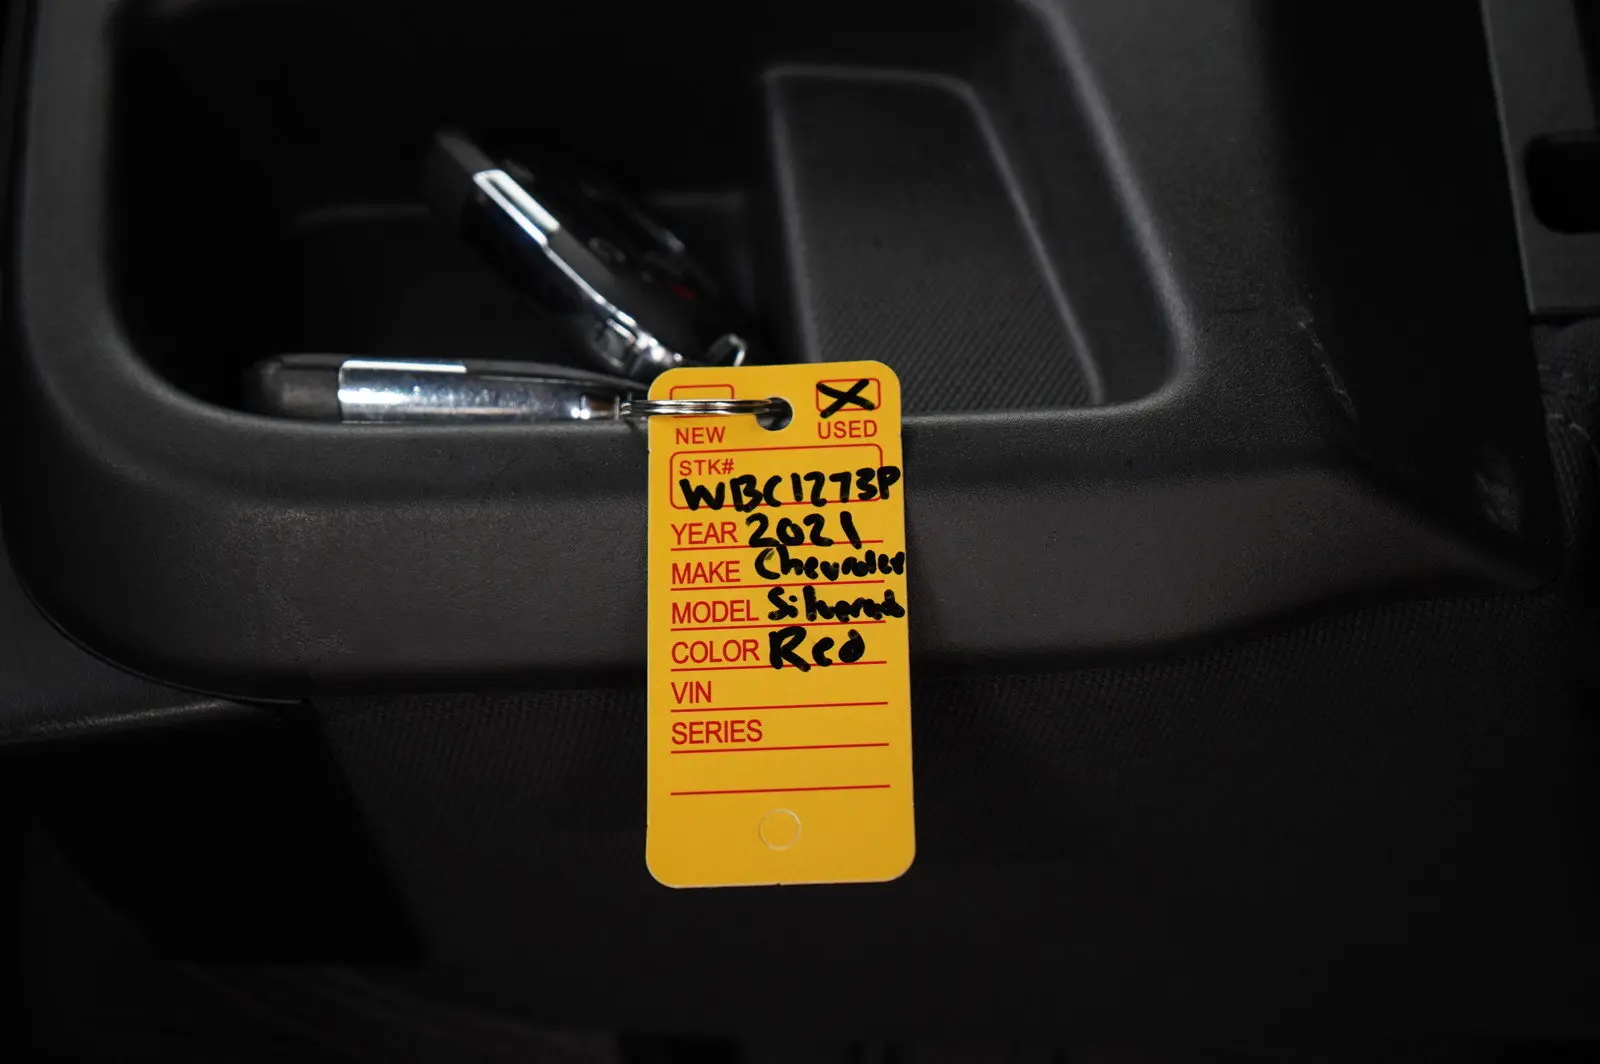 NEW USED
STK#
WBC1273P
YEAR 2021
MAKE Chevrolet
MODEL Silverado
COLOR Red
VIN
SERIES